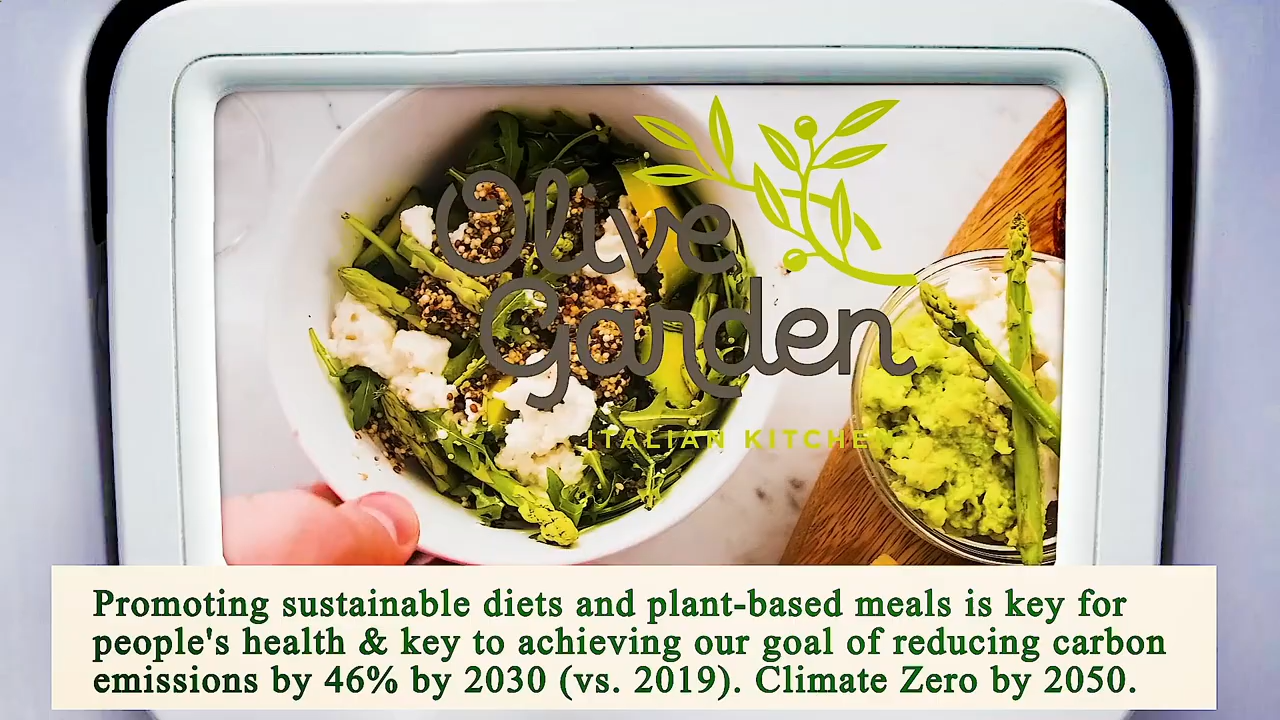 Olive
Garden
ITALIAN KITCHEN
Promoting sustainable diets and plant-based meals is key for
people's health & key to achieving our goal of reducing carbon
emissions by 46% by 2030 (vs. 2019). Climate Zero by 2050.